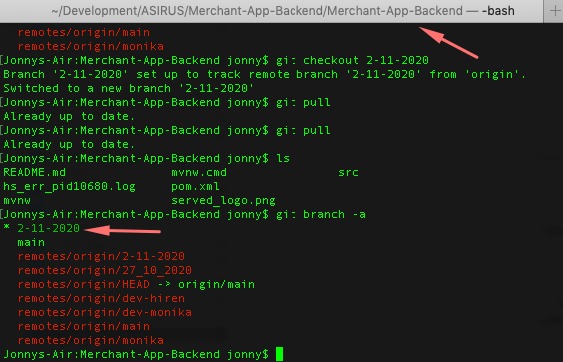 ~/Development/ASIRUS/Merchant-App-Backend/Merchant-App-Backend — -bash
remotes/origin/main
remotes/origin/monika
[Jonnys-Air:Merchant-App-Backend jonny$ git checkout 2-11-2020
Branch '2-11-2020' set up to track remote branch '2-11-2020' from 'origin'.
Switched to a new branch '2-11-2020'
[Jonnys-Air:Merchant-App-Backend jonny$ git pull
Already up to date.
[Jonnys-Air:Merchant-App-Backend jonny$ git pull
Already up to date.
[Jonnys-Air:Merchant-App-Backend jonny$ ls
README.md mvnw.cmd src
hs_err_pid10680.log pom.xml
mvnw served_logo.png
[Jonnys-Air:Merchant-App-Backend jonny$ git branch -a
* 2-11-2020
main
remotes/origin/2-11-2020
remotes/origin/27_10_2020
remotes/origin/HEAD -> origin/main
remotes/origin/dev-hiren
remotes/origin/dev-monika
remotes/origin/main
remotes/origin/monika
Jonnys-Air:Merchant-App-Backend jonny$